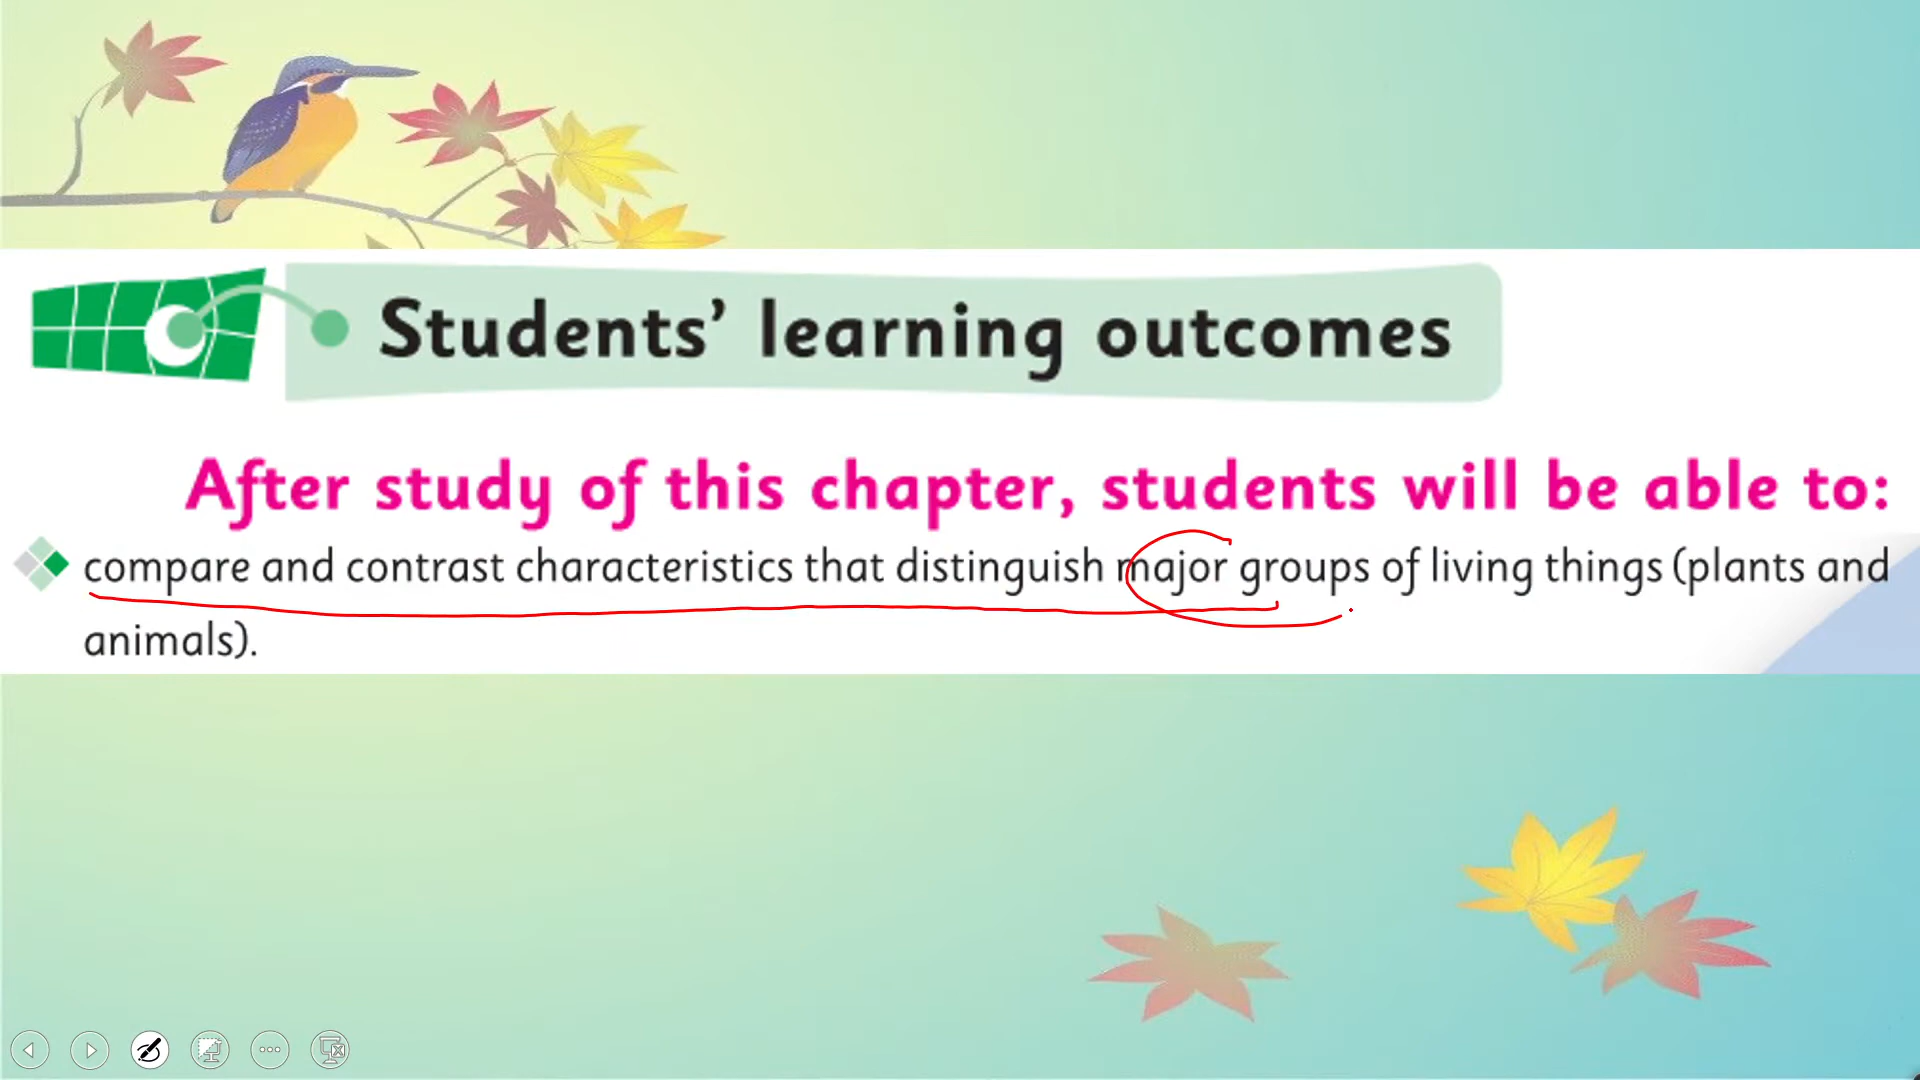 Students’ learning outcomes
After study of this chapter, students will be able to:
compare and contrast characteristics that distinguish major groups of living things (plants and
animals).